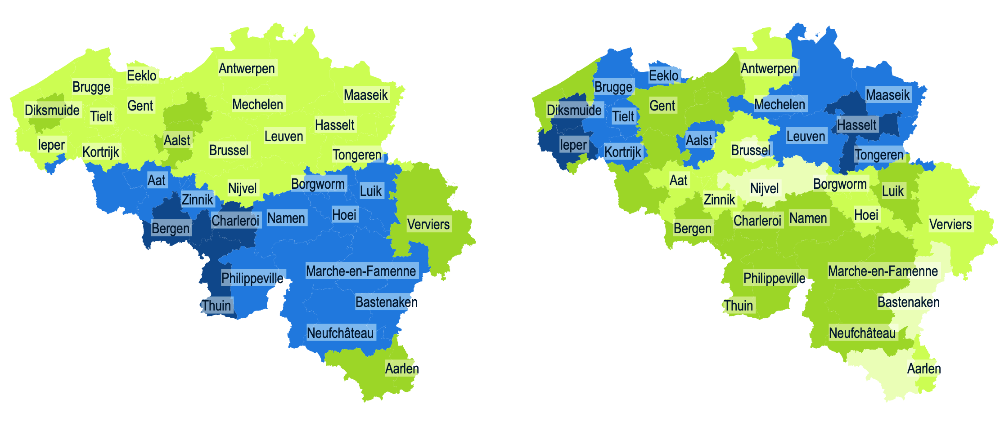 Antwerpen
Eeklo
Brugge
Maaseik
Gent
Mechelen
Diksmuide
Tielt
Hasselt
Leuven
Aalst
Ieper
Brussel
Kortrijk
Tongeren
Aat
Borgworm
Nijvel
Luik
Zinnik
Hoei
Namen
Charleroi
Verviers
Bergen
Marche-en-Famenne
Philippeville
Bastenaken
Thuin
Neufchâteau
Aarlen
Antwerpen
Eeklo
Brugge
Maaseik
Gent
Mechelen
Diksmuide
Tielt
Hasselt
Leuven
Aalst
Ieper
Brussel
Kortrijk
Tongeren
Aat
Borgworm
Nijvel
Luik
Zinnik
Hoei
Namen
Charleroi
Verviers
Bergen
Marche-en-Famenne
Philippeville
Bastenaken
Thuin
Neufchâteau
Aarlen